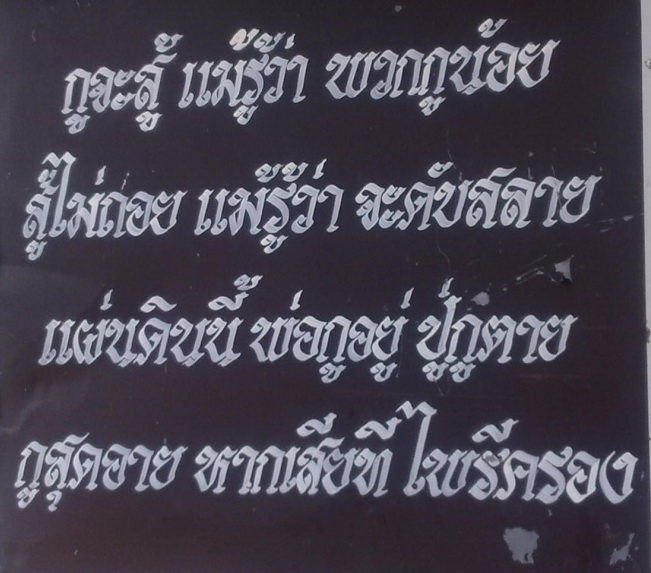 กูจะสู้ แม้รู้ว่า พวกกูน้อย
สู้ไม่ถอย แม้รู้ว่า จะดับสลาย
แผ่นดินนี้ พ่อกูอยู่ ปู่กูตาย
กูสุดอาย หากเสียที ไพรีครอง